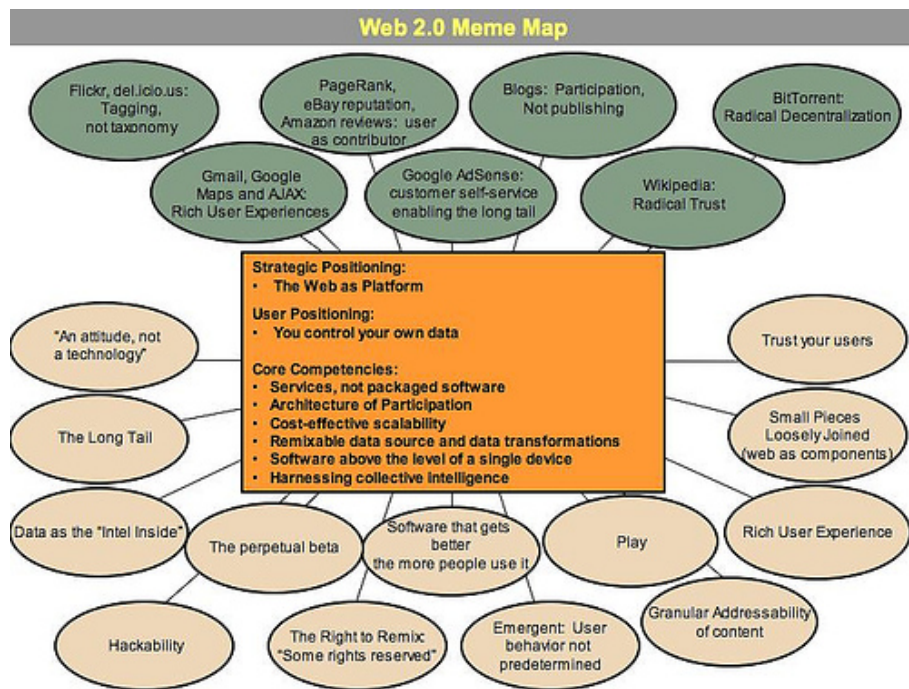 Web 2.0 Meme Map
Flickr, del.icio.us:
Tagging,
not taxonomy
PageRank,
eBay reputation,
Amazon reviews: user
as contributor
Blogs: Participation,
Not publishing
BitTorrent:
Radical Decentralization
Gmail, Google
Maps and AJAX:
Rich User Experiences
Google AdSense:
customer self-service
enabling the long tail
Wikipedia:
Radical Trust
Strategic Positioning:
• The Web as Platform
User Positioning:
• You control your own data
Core Competencies:
• Services, not packaged software
• Architecture of Participation
• Cost-effective scalability
• Remixable data source and data transformations
• Software above the level of a single device
• Harnessing collective intelligence
"An attitude, not
a technology"
Trust your users
The Long Tail
Small Pieces
Loosely Joined
(web as components)
Data as the "Intel Inside"
The perpetual beta
Software that gets
better
the more people use it
Play
Rich User Experience
Hackability
The Right to Remix:
"Some rights reserved"
Emergent: User
behavior not
predetermined
Granular Addressability
of content